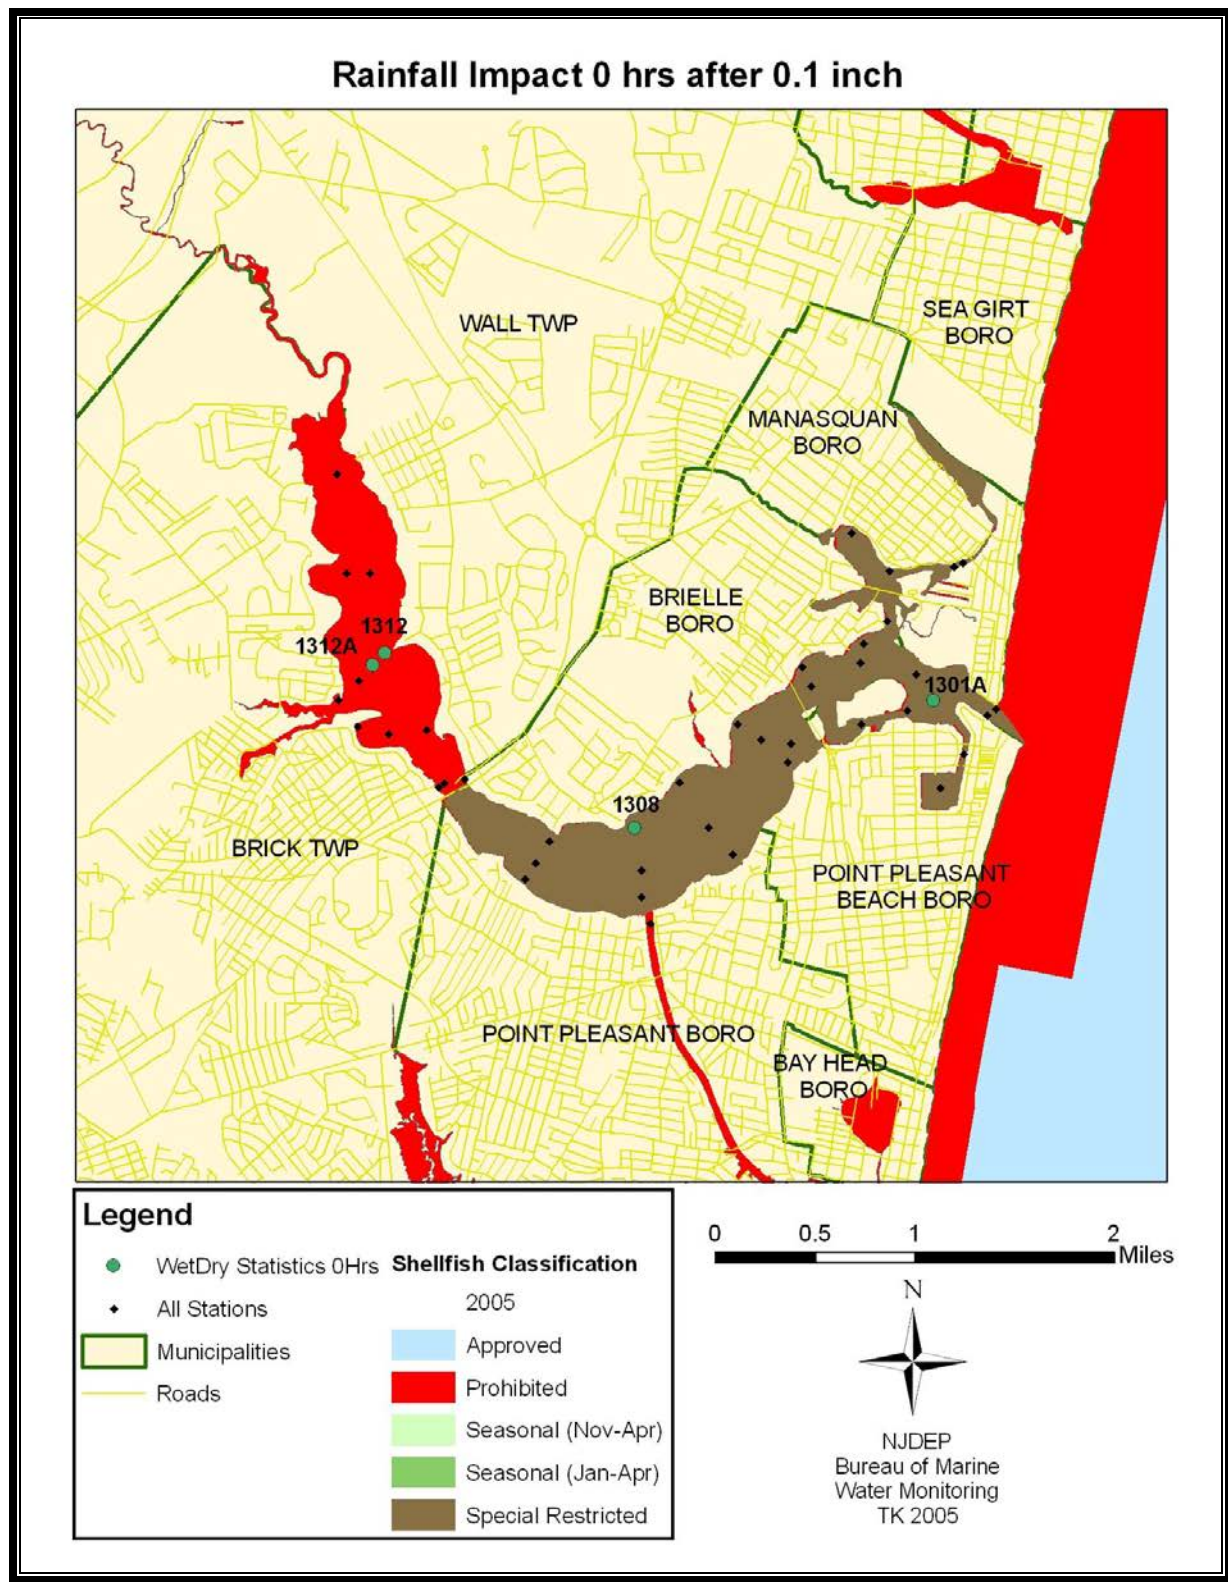 Rainfall Impact 0 hrs after 0.1 inch
WALL TWP
SEA GIRT
BORO
MANASQUAN
BORO
BRIELLE
BORO
1312
1312A
1301A
1308
BRICK TWP
POINT PLEASANT
BEACH BORO
POINT PLEASANT BORO
BAY HEAD
BORO
Legend
WetDry Statistics 0Hrs
All Stations
Municipalities
Roads
Shellfish Classification
2005
Approved
Prohibited
Seasonal (Nov-Apr)
Seasonal (Jan-Apr)
Special Restricted
0 0.5 1 2
Miles
N
NJDEP
Bureau of Marine
Water Monitoring
TK 2005